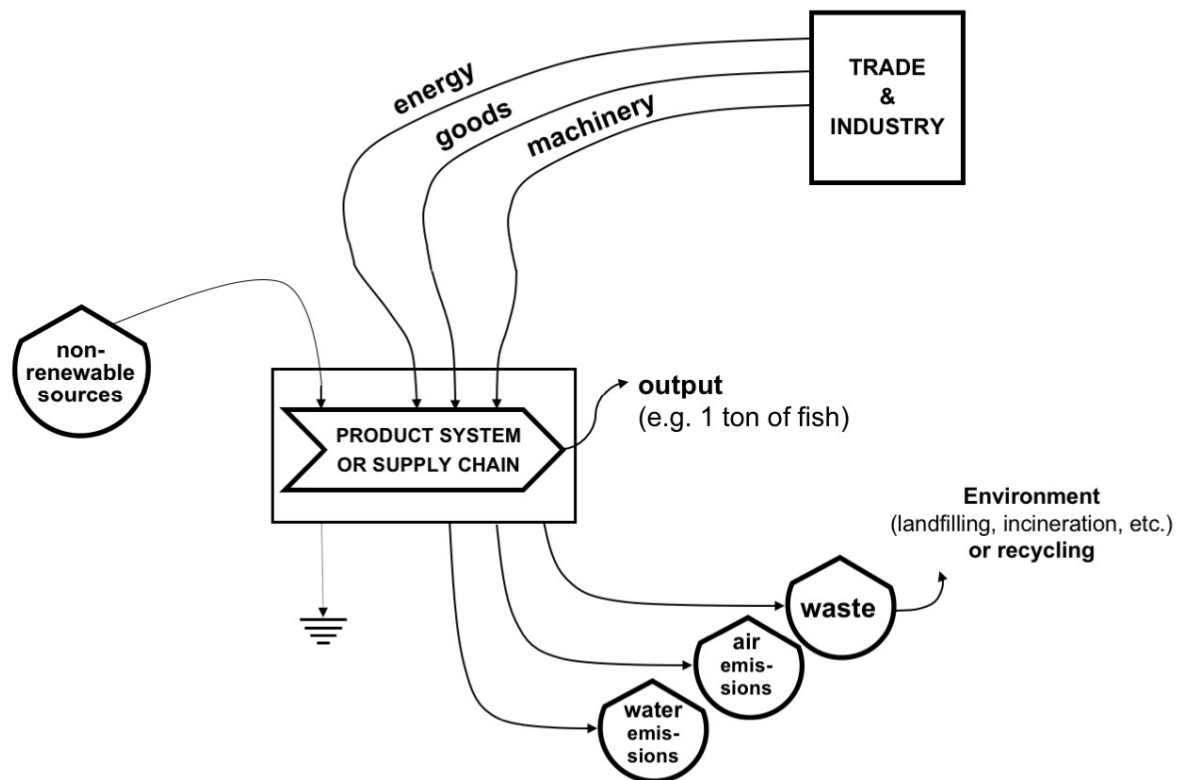 TRADE
&
INDUSTRY
energy
goods
machinery
non-
renewable
sources
output
(e.g. 1 ton of fish)
PRODUCT SYSTEM
OR SUPPLY CHAIN
Environment
(landfilling, incineration, etc.)
or recycling
waste
air
emis-
sions
water
emis-
sions